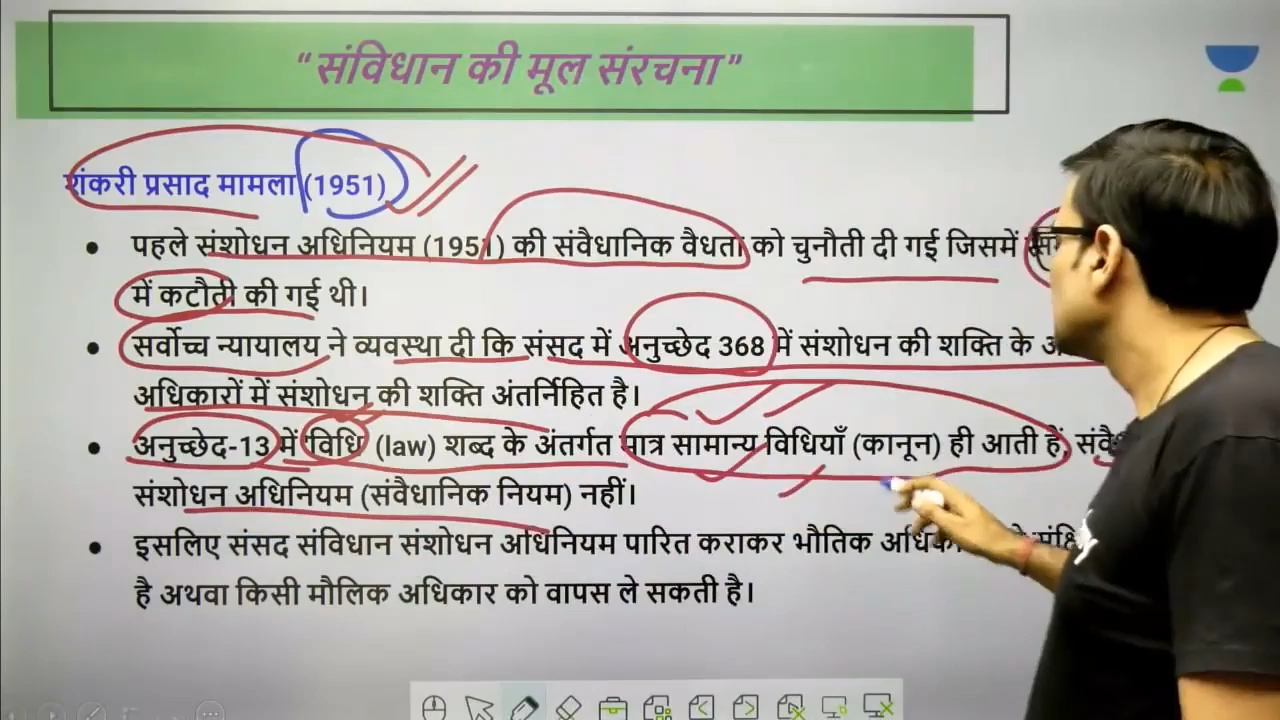 “संविधान की मूल संरचना”
शंकरी प्रसाद मामला (1951)
• पहले संशोधन अधिनियम (1951) की संवैधानिक वैधता को चुनौती दी गई जिसमें
में कटौती की गई थी।
• सर्वोच्च न्यायालय ने व्यवस्था दी कि संसद में अनुच्छेद 368 में संशोधन की शक्ति के
अधिकारों में संशोधन की शक्ति अंतर्निहित है।
• अनुच्छेद-13 में 'विधि (law) शब्द के अंतर्गत मात्र सामान्य विधियाँ (कानून) ही आती हैं,
संशोधन अधिनियम (संवैधानिक नियम) नहीं।
• इसलिए संसद संविधान संशोधन अधिनियम पारित कराकर भौतिक
है अथवा किसी मौलिक अधिकार को वापस ले सकती है।